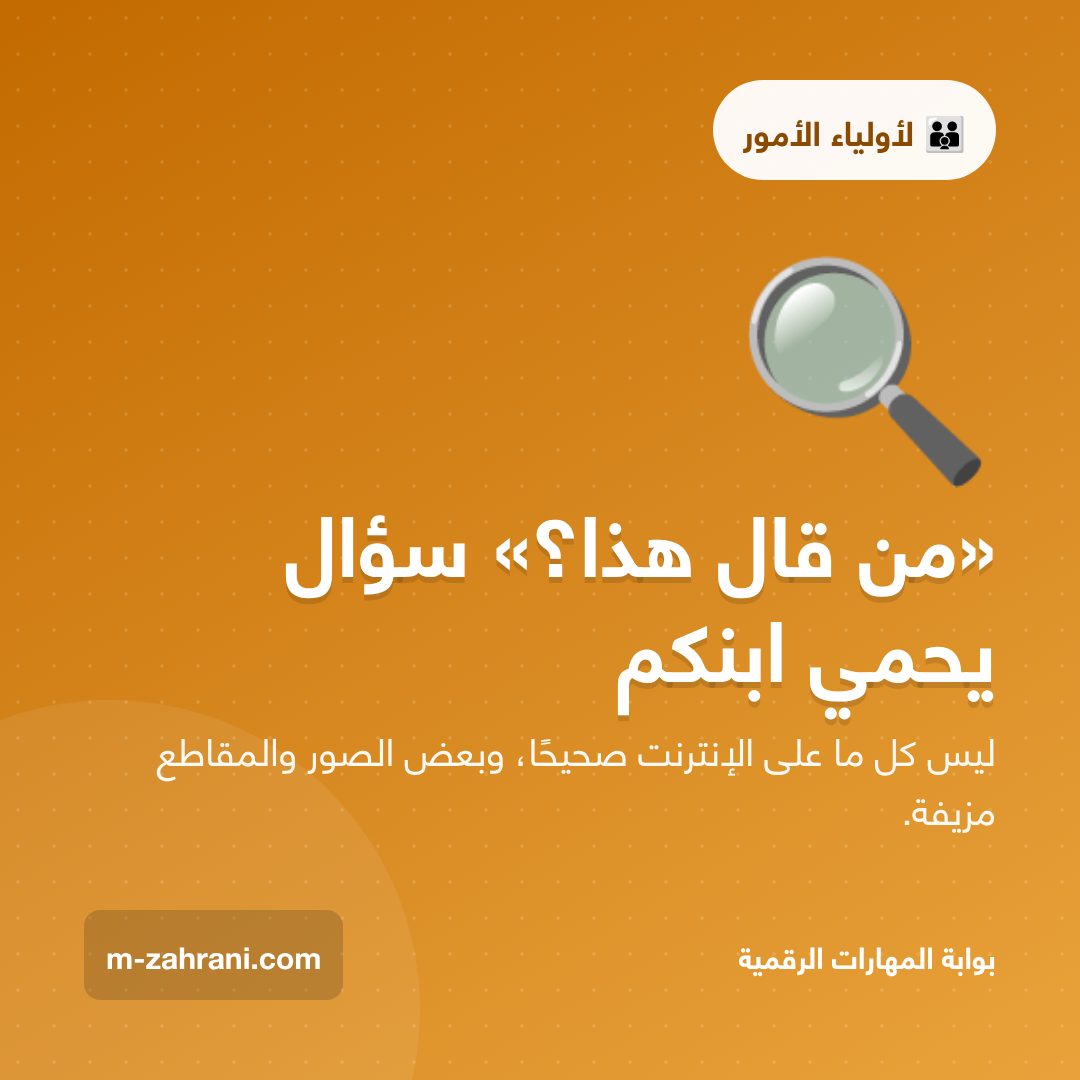 لأولياء الأمور
«من قال هذا؟» سؤال
يحمي ابنكم
ليس كل ما على الإنترنت صحيحًا، وبعض الصور والمقاطع
مزيفة.
بوابة المهارات الرقمية
m-zahrani.com